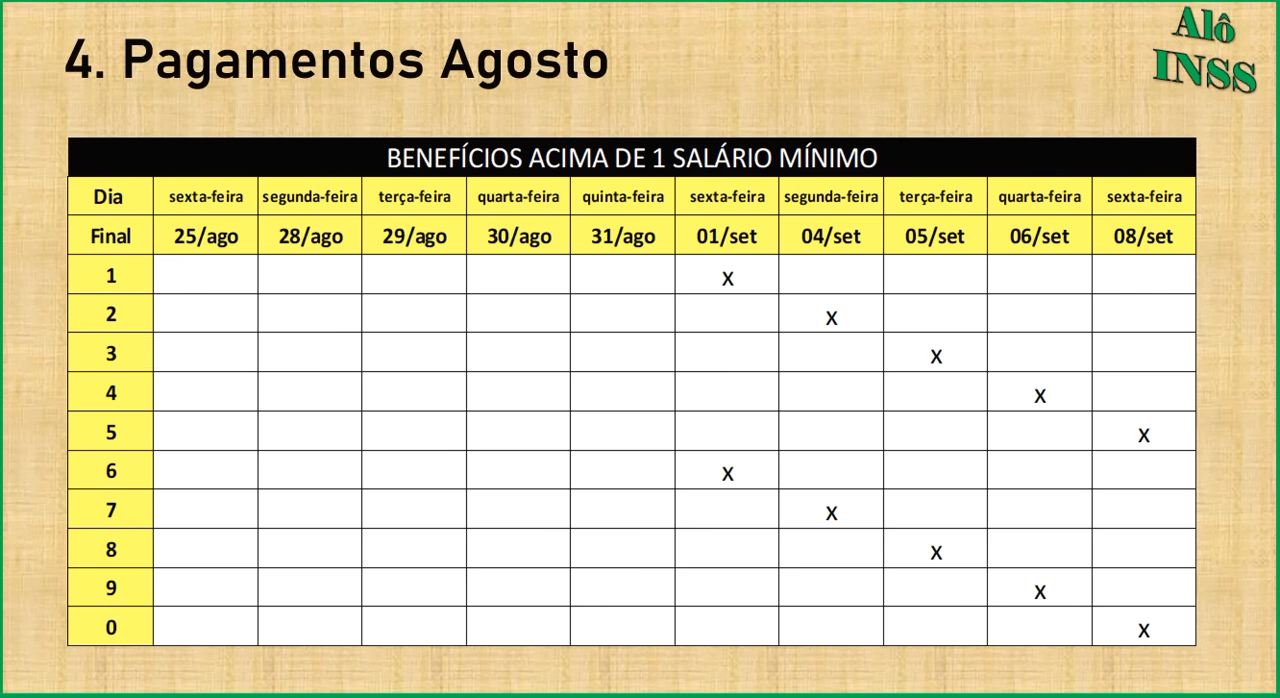 4. Pagamentos Agosto
Alô
INSS
BENEFÍCIOS ACIMA DE 1 SALÁRIO MÍNIMO
Dia sexta-feira segunda-feira terça-feira quarta-feira quinta-feira sexta-feira segunda-feira terça-feira quarta-feira sexta-feira
Final 25/ago 28/ago 29/ago 30/ago 31/ago 01/set 04/set 05/set 06/set 08/set
1 x
2 x
3 x
4 x
5 x
6 x
7 x
8 x
9 x
0 x